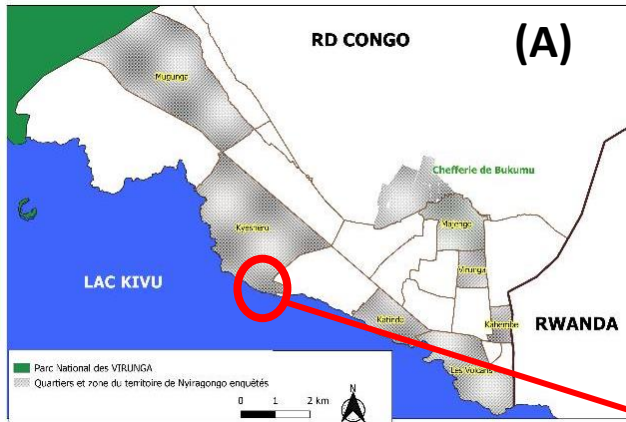 RD CONGO
(A)
Mugunga
Chefferie de Bukumu
Kyeshero
Majengo
Virunga
LAC KIVU
Katindo
Kahembe
RWANDA
Les Volcans
Parc National des VIRUNGA
Quartiers et zone du territoire de Nyiragongo enquêtés
N
0 1 2 km